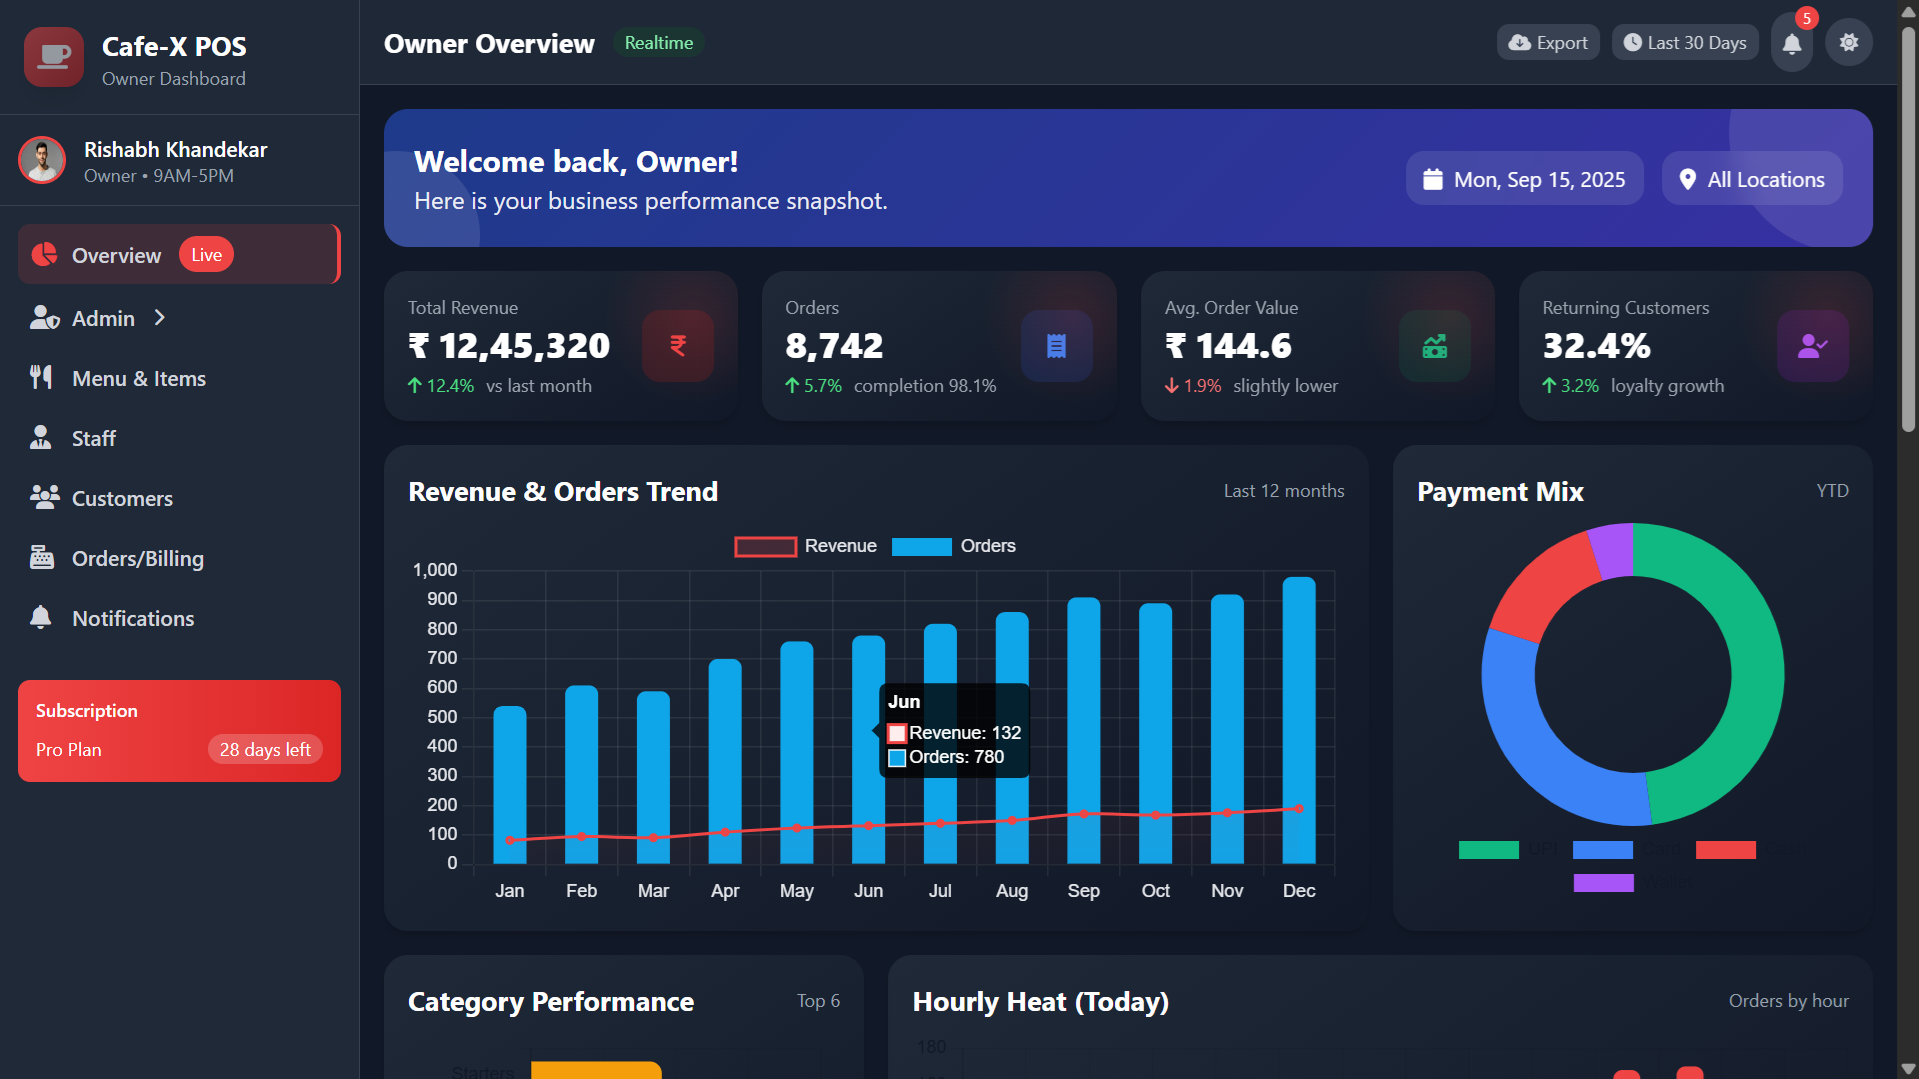 Cafe-X POS
Owner Dashboard
Rishabh Khandekar
Owner • 9AM-5PM
Overview Live
Admin
Menu & Items
Staff
Customers
Orders/Billing
Notifications
Subscription
Pro Plan 28 days left
Owner Overview Realtime
Export Last 30 Days 5
Welcome back, Owner!
Here is your business performance snapshot.
Mon, Sep 15, 2025 All Locations
Total Revenue
₹ 12,45,320
12.4% vs last month
Orders
8,742
5.7% completion 98.1%
Avg. Order Value
₹ 144.6
1.9% slightly lower
Returning Customers
32.4%
3.2% loyalty growth
Revenue & Orders Trend Last 12 months
Revenue Orders
1,000
900
800
700
600
500
400
300
200
100
0
Jun
Revenue: 132
Orders: 780
Jan Feb Mar Apr May Jun Jul Aug Sep Oct Nov Dec
Payment Mix YTD
UPI
Category Performance Top 6
Starters
Hourly Heat (Today) Orders by hour
180